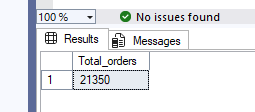 100 % No issues found
Results Messages
Total_orders
1 21350